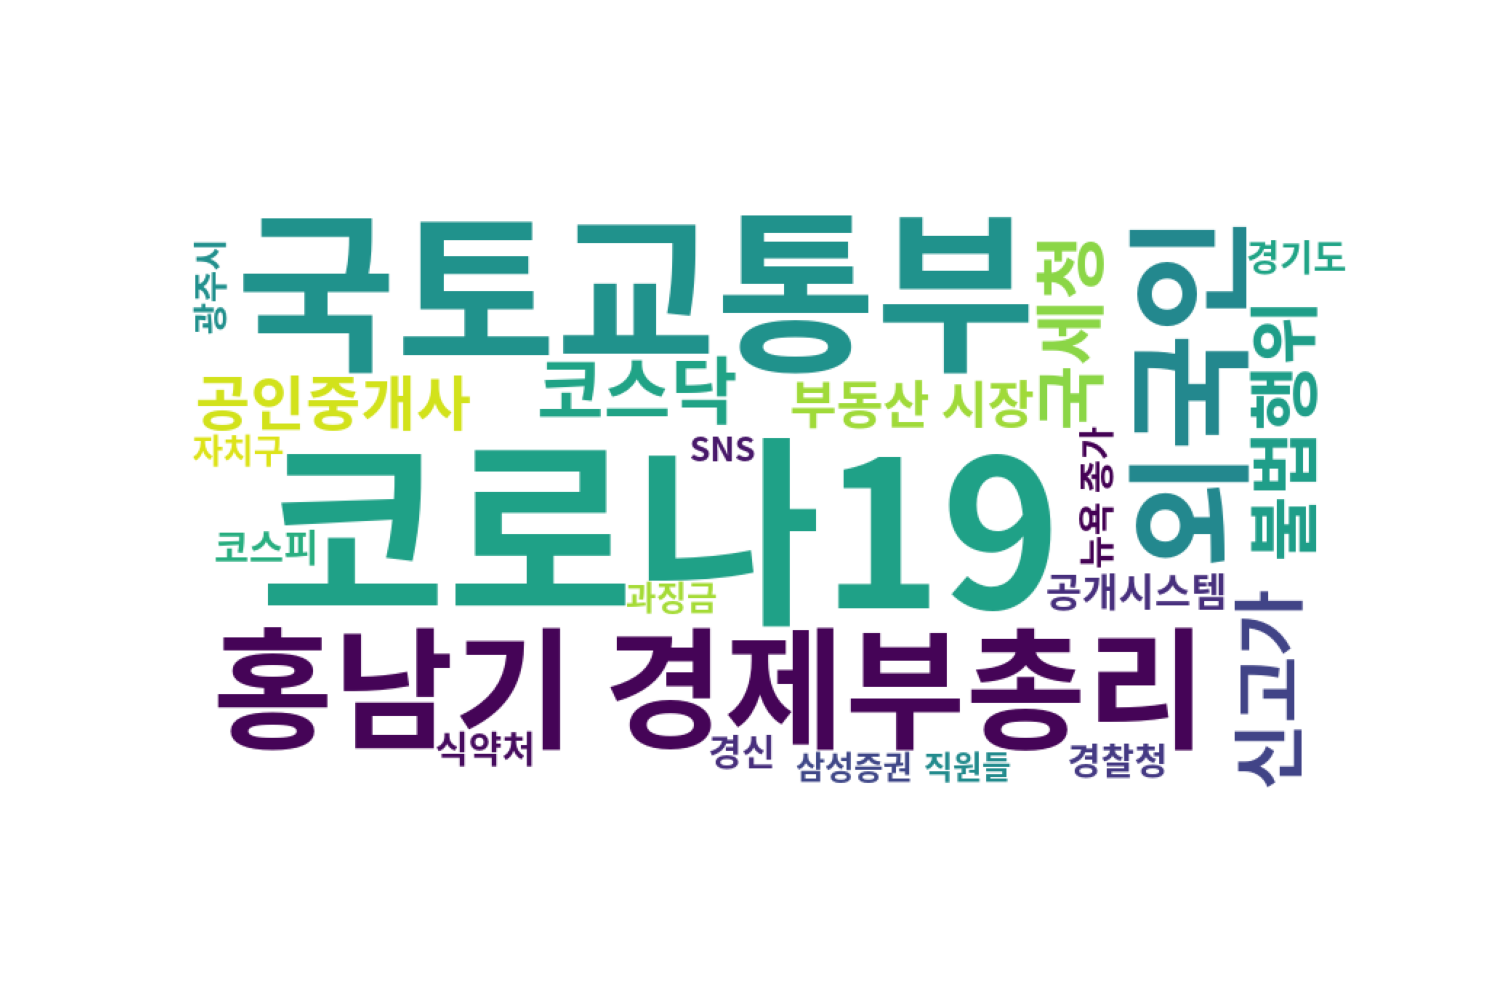 국토교통부
광주시
국세청
외국인
경기도
불법행위
공인중개사
코스닥
부동산 시장
자치구
SNS
뉴욕 종가
코로나19
코스피
과징금
공개시스템
신고가
홍남기 경제부총리
식약처
경신
삼성증권
직원들
경찰청